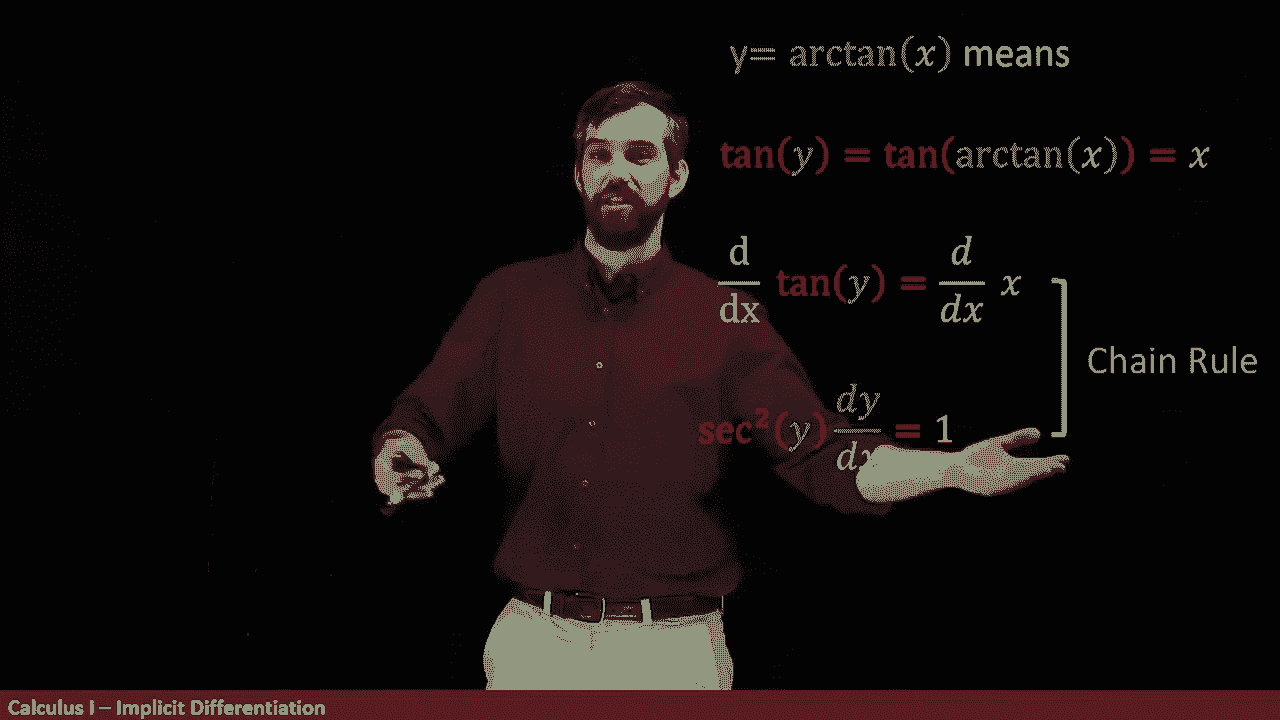 y= arctan(x) means
tan(y) = tan(arctan(x)) = x
d/dx tan(y) = d/dx x
Chain Rule
sec²(y) dy/dx = 1
Calculus I – Implicit Differentiation